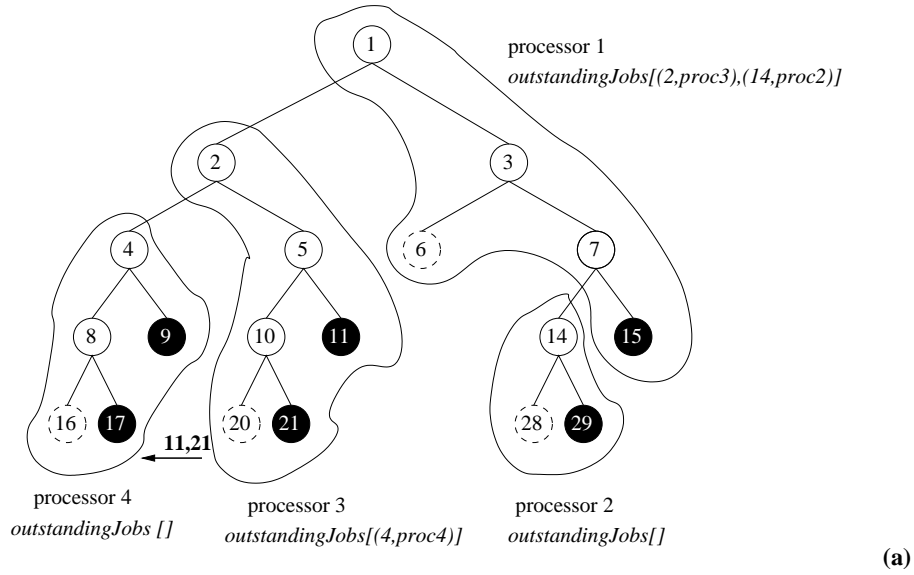 1
processor 1
outstandingJobs[(2,proc3),(14,proc2)]
2
3
4
5
6
7
8
9
10
11
14
15
16
17
20
21
28
29
11,21
processor 4
outstandingJobs []
processor 3
outstandingJobs[(4,proc4)]
processor 2
outstandingJobs[]
(a)